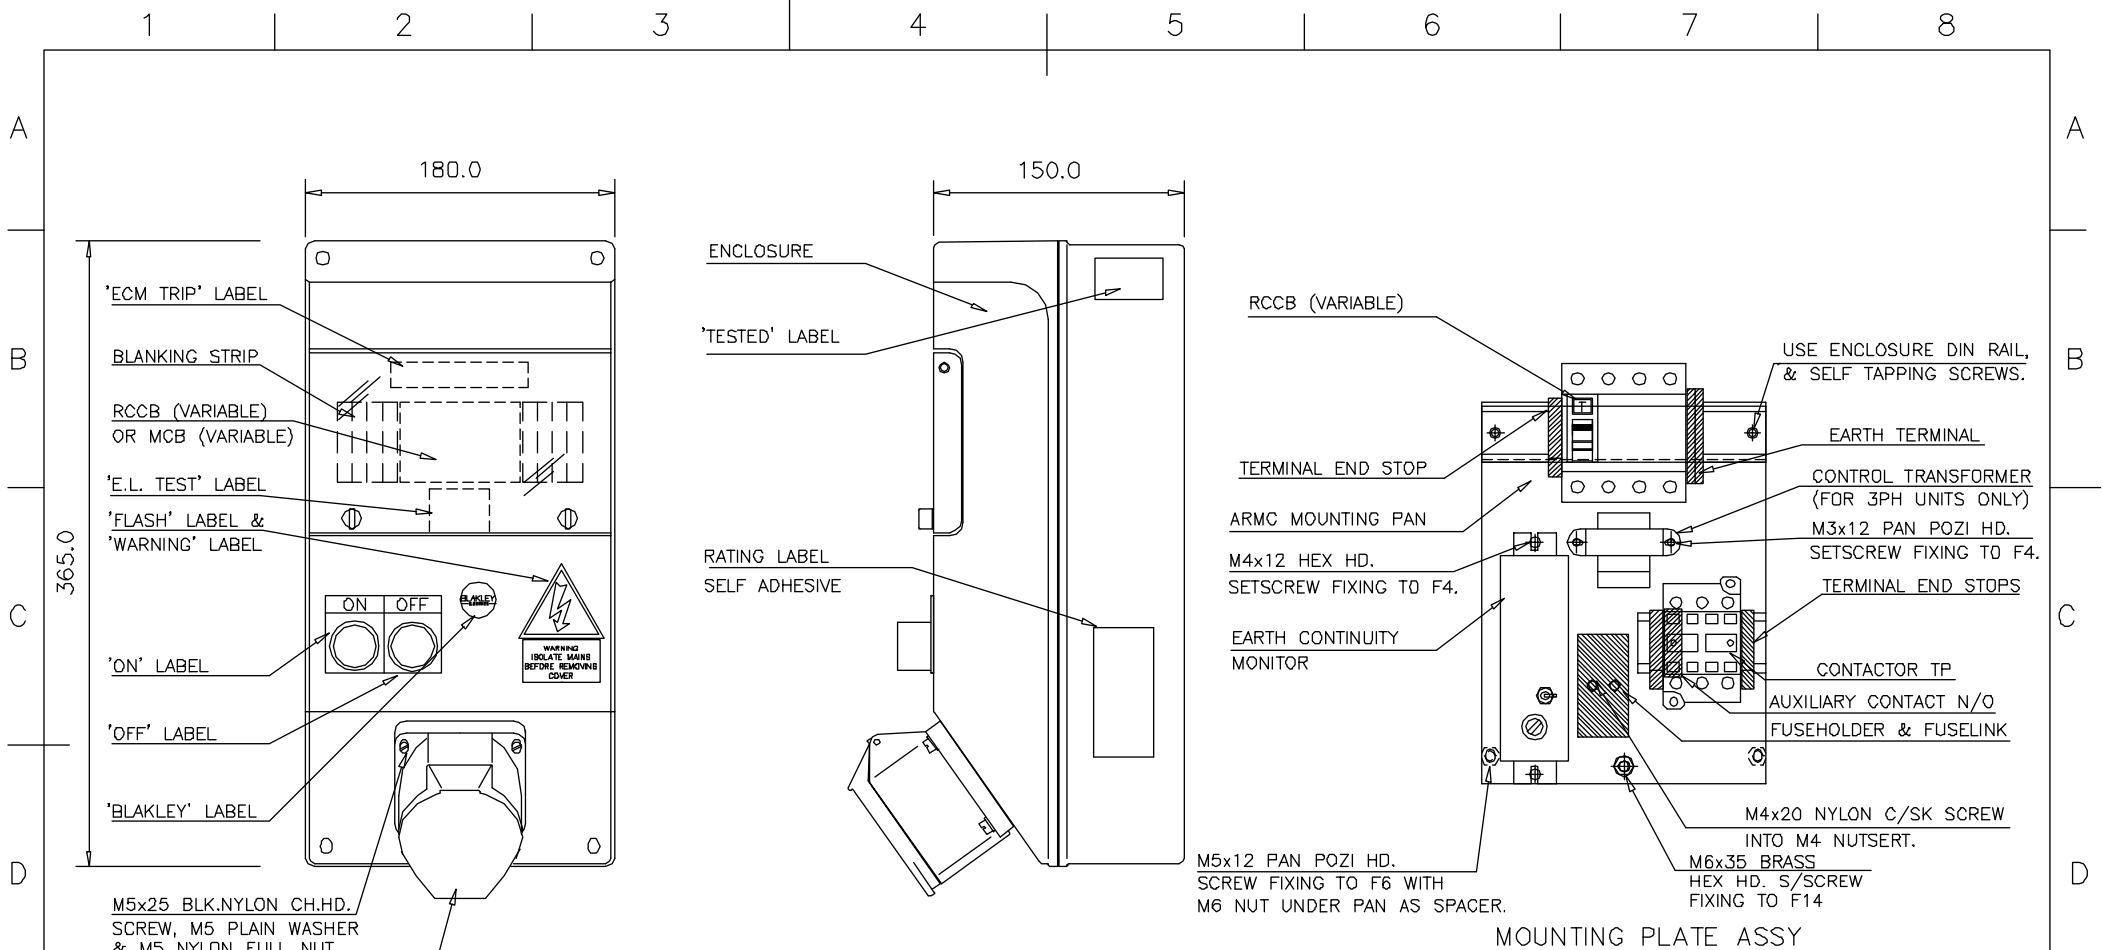 1 2 3 4 5 6 7 8
A A
180.0
150.0
B B
365.0
'ECM TRIP' LABEL
BLANKING STRIP
RCCB (VARIABLE)
OR MCB (VARIABLE)
'E.L. TEST' LABEL
'FLASH' LABEL &
'WARNING' LABEL
ON OFF
BLAKLEY
WARNING
ISOLATE MAINS
BEFORE REMOVING
COVER
'ON' LABEL
'OFF' LABEL
'BLAKLEY' LABEL
M5x25 BLK.NYLON CH.HD.
SCREW, M5 PLAIN WASHER
& M5 NYLON FULL NUT
ENCLOSURE
'TESTED' LABEL
RATING LABEL
SELF ADHESIVE
RCCB (VARIABLE)
TERMINAL END STOP
ARMC MOUNTING PAN
M4x12 HEX HD.
SETSCREW FIXING TO F4.
EARTH CONTINUITY
MONITOR
M5x12 PAN POZI HD.
SCREW FIXING TO F6 WITH
M6 NUT UNDER PAN AS SPACER.
USE ENCLOSURE DIN RAIL,
& SELF TAPPING SCREWS.
EARTH TERMINAL
CONTROL TRANSFORMER
(FOR 3PH UNITS ONLY)
M3x12 PAN POZI HD.
SETSCREW FIXING TO F4.
TERMINAL END STOPS
CONTACTOR TP
AUXILIARY CONTACT N/O
FUSEHOLDER & FUSELINK
M4x20 NYLON C/SK SCREW
INTO M4 NUTSERT.
M6x35 BRASS
HEX HD. S/SCREW
FIXING TO F14
MOUNTING PLATE ASSY
C C
D D